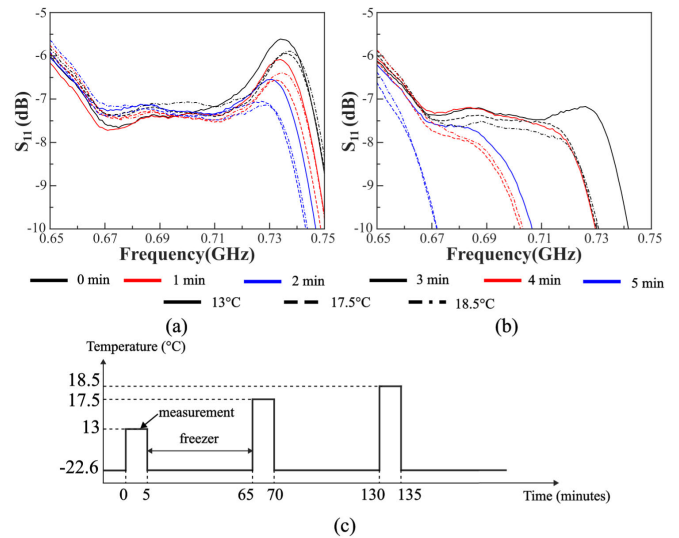 -5
-6
-7
-8
-9
-10
S11 (dB)
0.65 0.67 0.69 0.71 0.73 0.75
Frequency(GHz)
-5
-6
-7
-8
-9
-10
S11 (dB)
0.65 0.67 0.69 0.71 0.73 0.75
Frequency(GHz)
0 min 1 min 2 min 3 min 4 min 5 min
13°C 17.5°C 18.5°C
(a) (b)
Temperature (°C)
18.5
17.5
measurement
13
freezer
-22.6
0 5 65 70 130 135 Time (minutes)
(c)